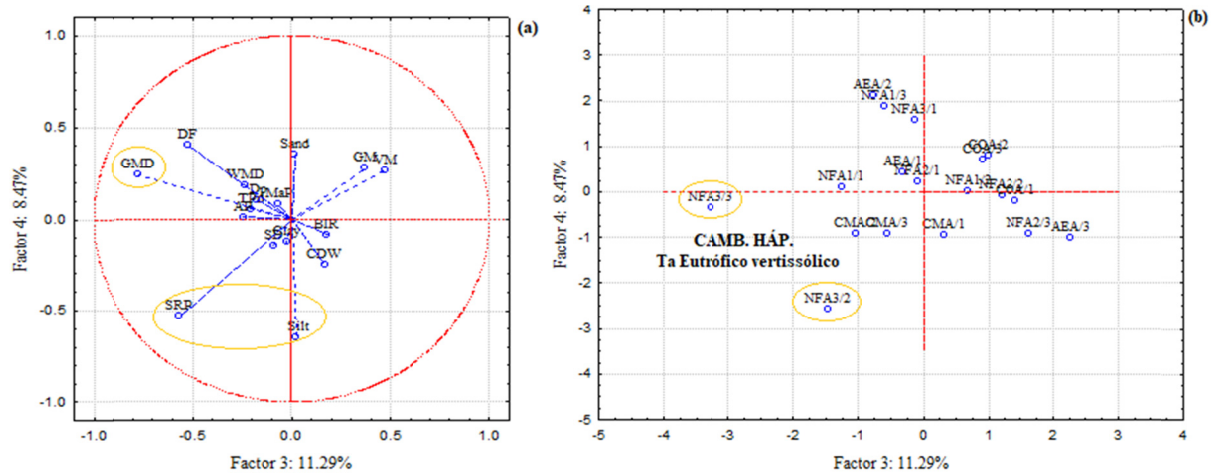 (a)
1.0
0.5
0.0
-0.5
-1.0
Factor 4: 8.47%
DF
GMD
WMD
Sand
GM
VM
MaP
BIR
CDW
SRP
Silt
-1.0 -0.5 0.0 0.5 1.0
Factor 3: 11.29%
(b)
4
3
2
1
0
-1
-2
-3
-4
-5
Factor 4: 8.47%
AEA/2
NFA1/3
NFA3/1
COA/2
AEA/1
NFA2/1
NFA1/1
NFA1/2
NFA2/2
COA/1
NFA3/3
CMA/3
CMA/1
NFA2/3
AEA/3
CAMB. HÁP.
Ta Eutrófico vertissólico
NFA3/2
-5 -4 -3 -2 -1 0 1 2 3 4
Factor 3: 11.29%